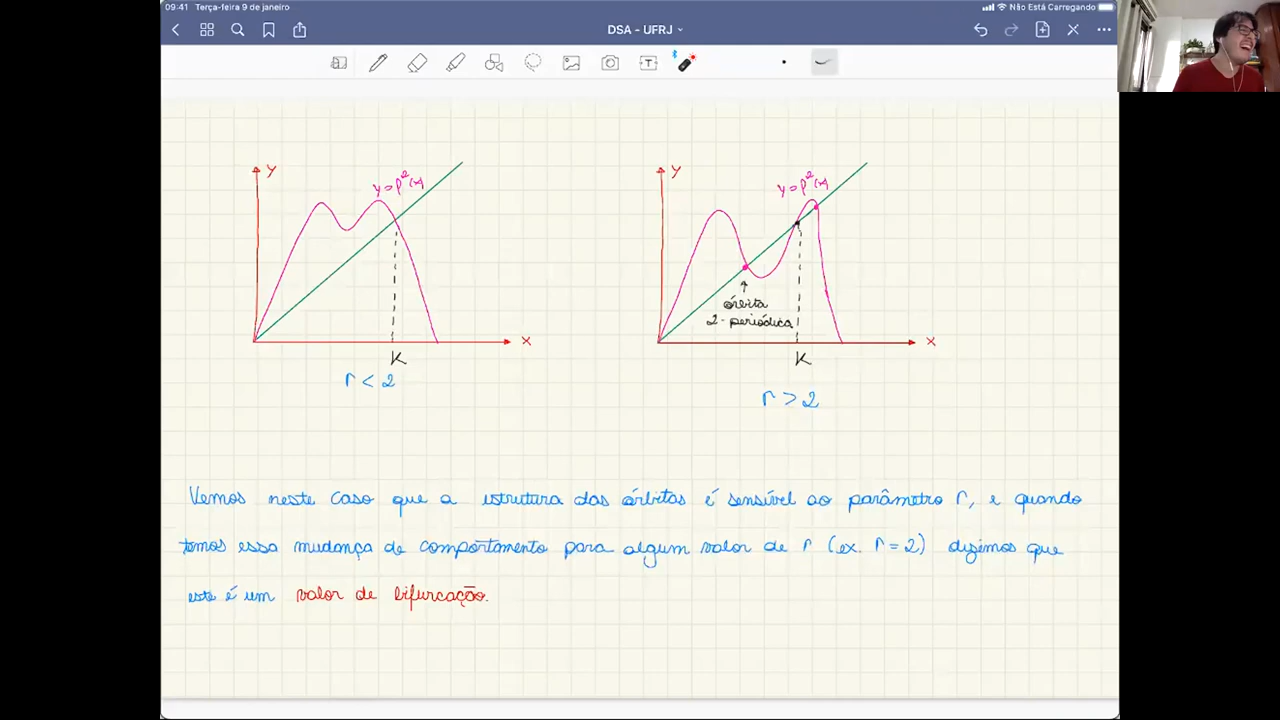 09:41 Terça-feira 9 de janeiro
Não Está Carregando
DSA - UFRJ
T
y
y = p²(x)
x
K
r < 2
y
y = p²(x)
órbita
2-periódica
x
K
r > 2
Vemos neste caso que a estrutura das órbitas é sensível ao parâmetro r, e quando
temos essa mudança de comportamento para algum valor de r (ex. r = 2) dizemos que
este é um valor de bifurcação.